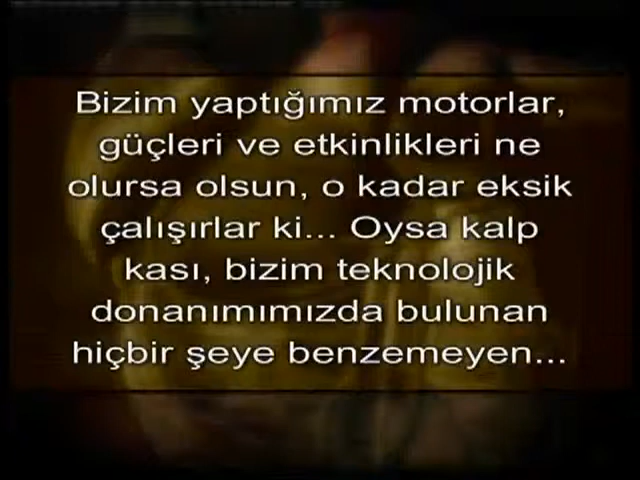 Bizim yaptığımız motorlar,
güçleri ve etkinlikleri ne
olursa olsun, o kadar eksik
çalışırlar ki... Oysa kalp
kası, bizim teknolojik
donanımımızda bulunan
hiçbir şeye benzemeyen...